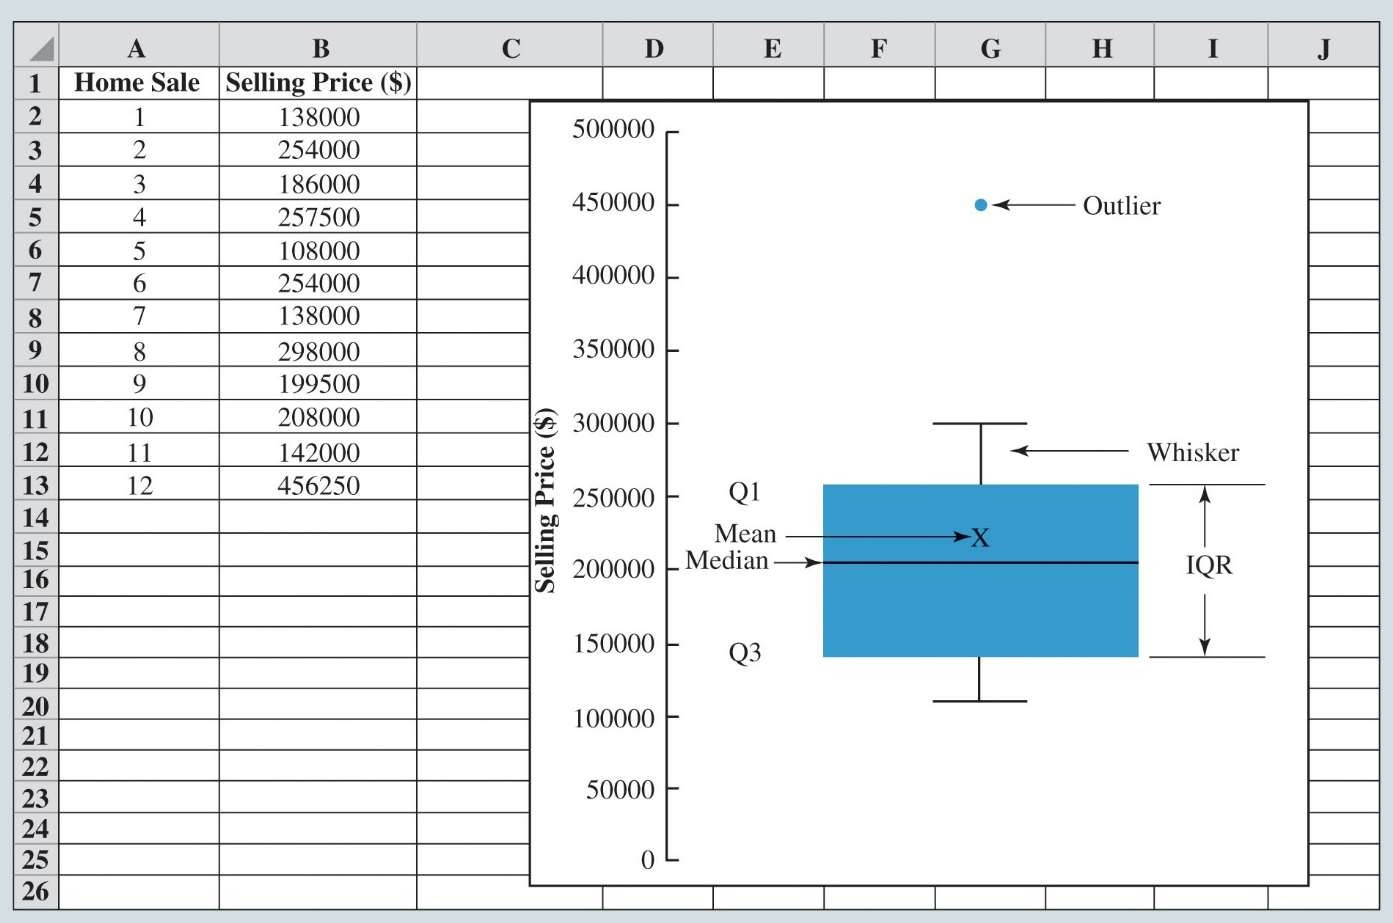 A B C D E F G H I J
1 Home Sale Selling Price ($)
2 1 138000
3 2 254000
4 3 186000
5 4 257500
6 5 108000
7 6 254000
8 7 138000
9 8 298000
10 9 199500
11 10 208000
12 11 142000
13 12 456250
14
15
16
17
18
19
20
21
22
23
24
25
26
Selling Price ($)
500000
450000
400000
350000
300000
250000
200000
150000
100000
50000
0
Outlier
Whisker
Q1
Mean
X
Median
IQR
Q3